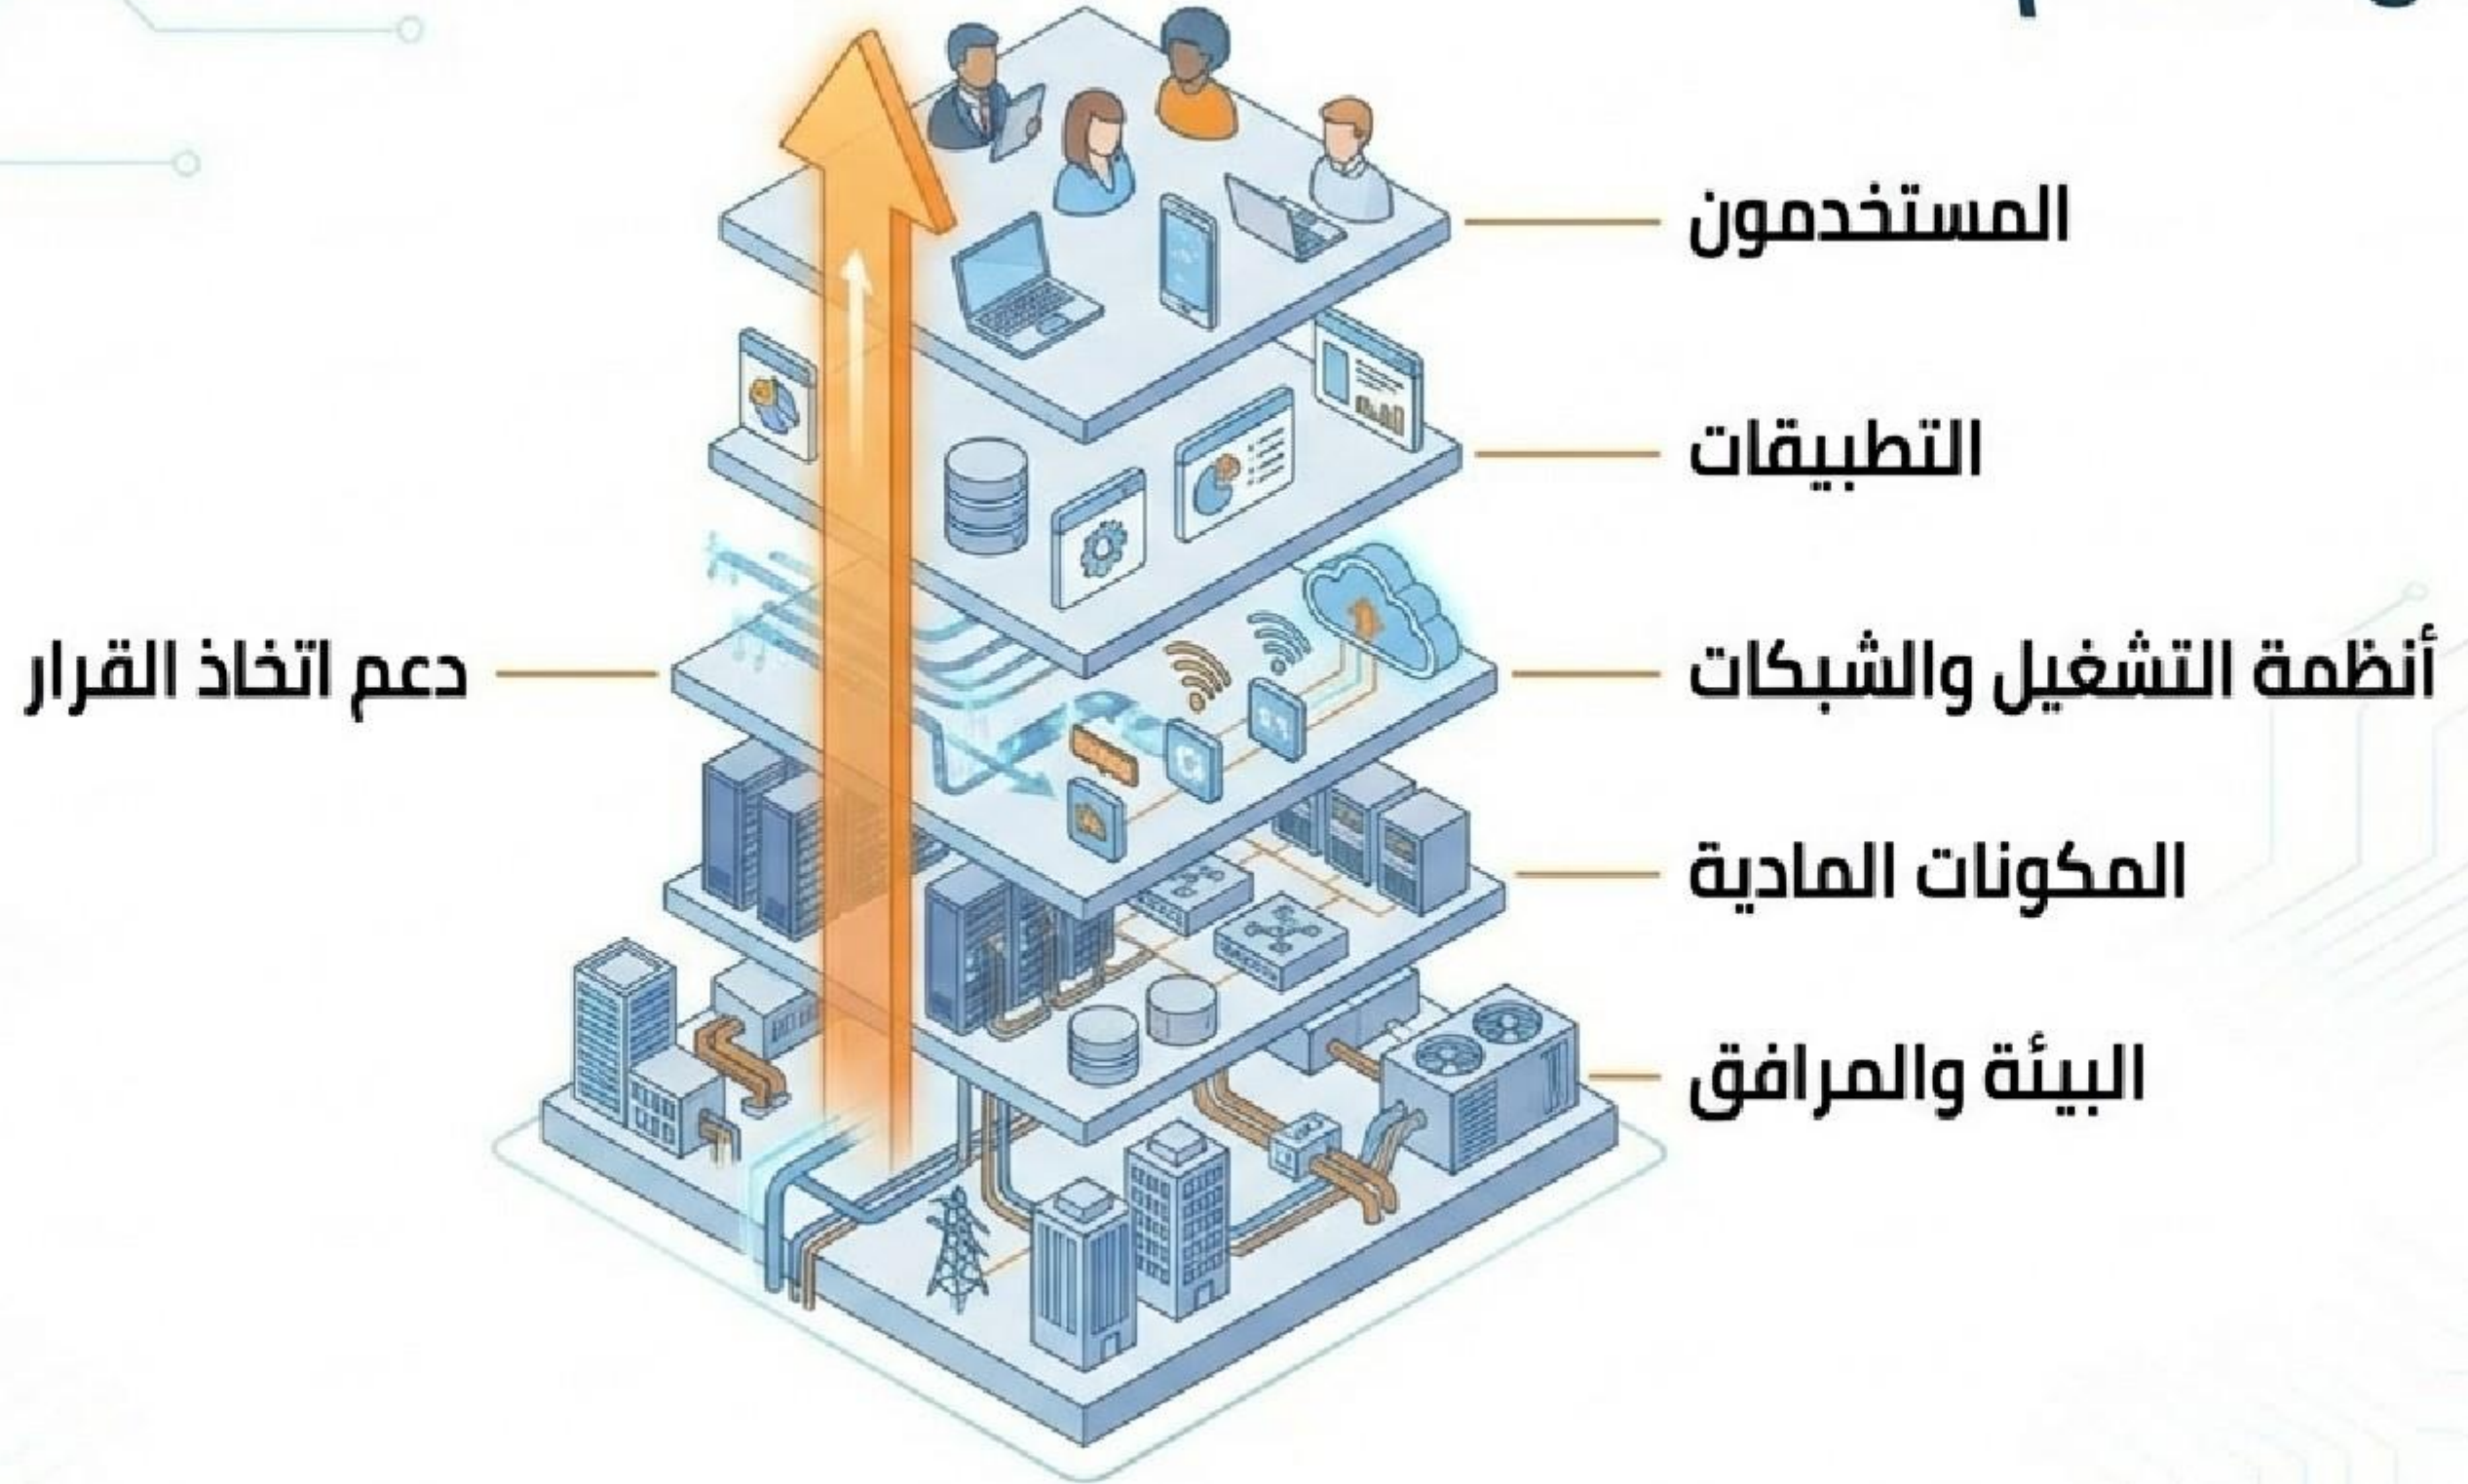 المستخدمون
التطبيقات
أنظمة التشغيل والشبكات
دعم اتخاذ القرار
المكونات المادية
البيئة والمرافق